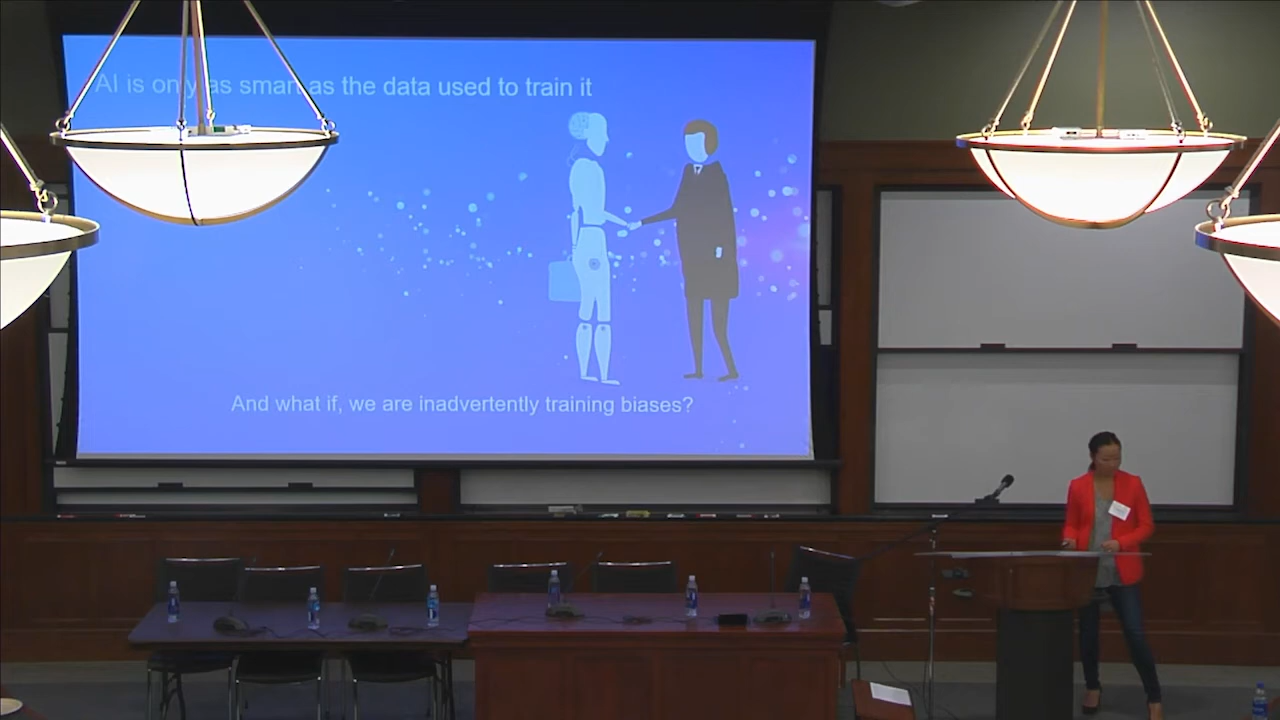 AI is only as smart as the data used to train it
And what if, we are inadvertently training biases?